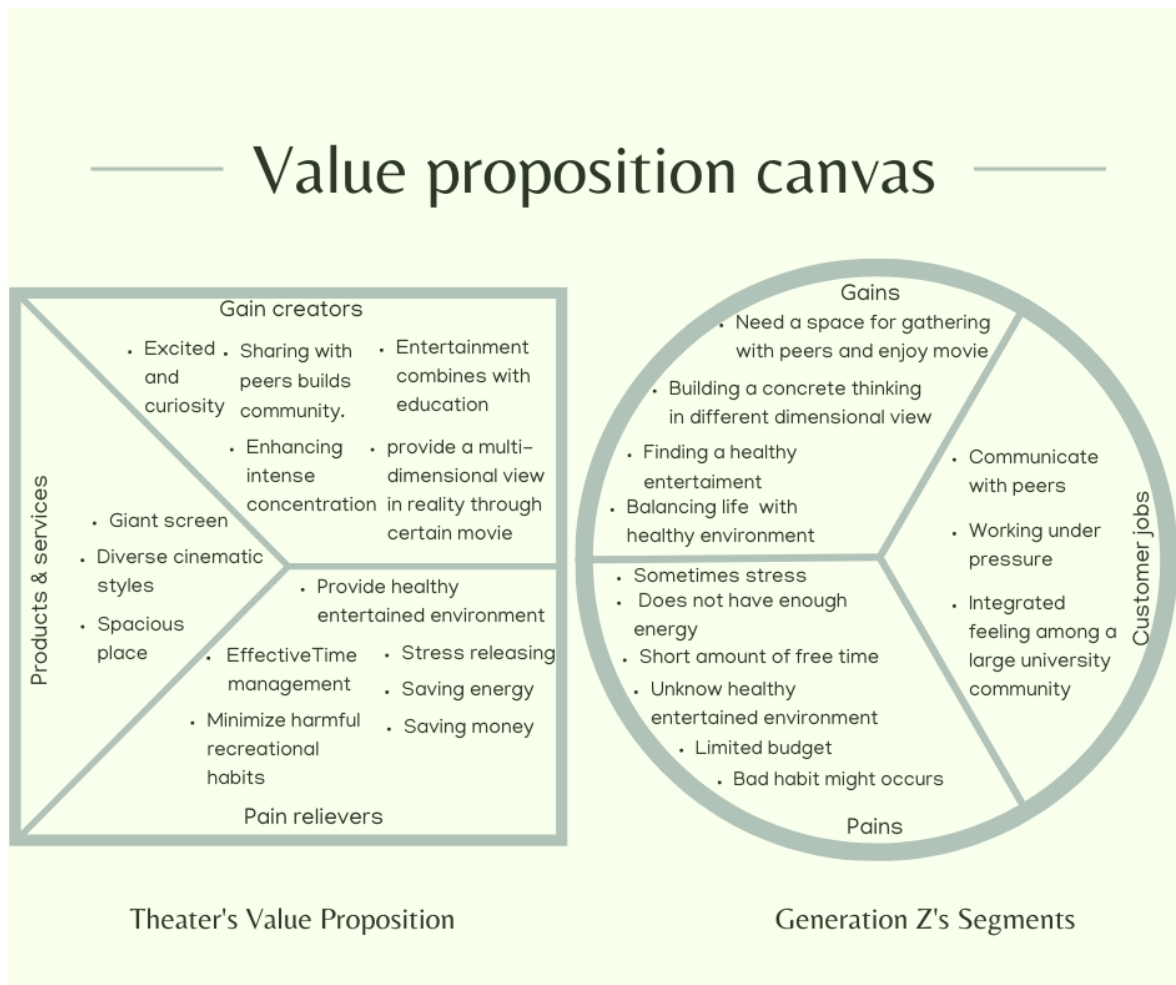 Value proposition canvas
Gain creators
• Excited
and
curiosity
• Sharing with
peers builds
community.
• Entertainment
combines with
education
• Enhancing
intense
concentration
• provide a multi-
dimensional view
in reality through
certain movie
Products & services
• Giant screen
• Diverse cinematic
styles
• Spacious
place
• Provide healthy
entertained environment
• EffectiveTime
management
• Minimize harmful
recreational
habits
• Stress releasing
• Saving energy
• Saving money
Pain relievers
Theater's Value Proposition
Gains
• Need a space for gathering
with peers and enjoy movie
• Building a concrete thinking
in different dimensional view
• Finding a healthy
entertaiment
• Balancing life with
healthy environment
• Communicate
with peers
• Working under
pressure
• Integrated
feeling among a
large university
community
Customer jobs
• Sometimes stress
• Does not have enough
energy
• Short amount of free time
• Unknow healthy
entertained environment
• Limited budget
• Bad habit might occurs
Pains
Generation Z's Segments